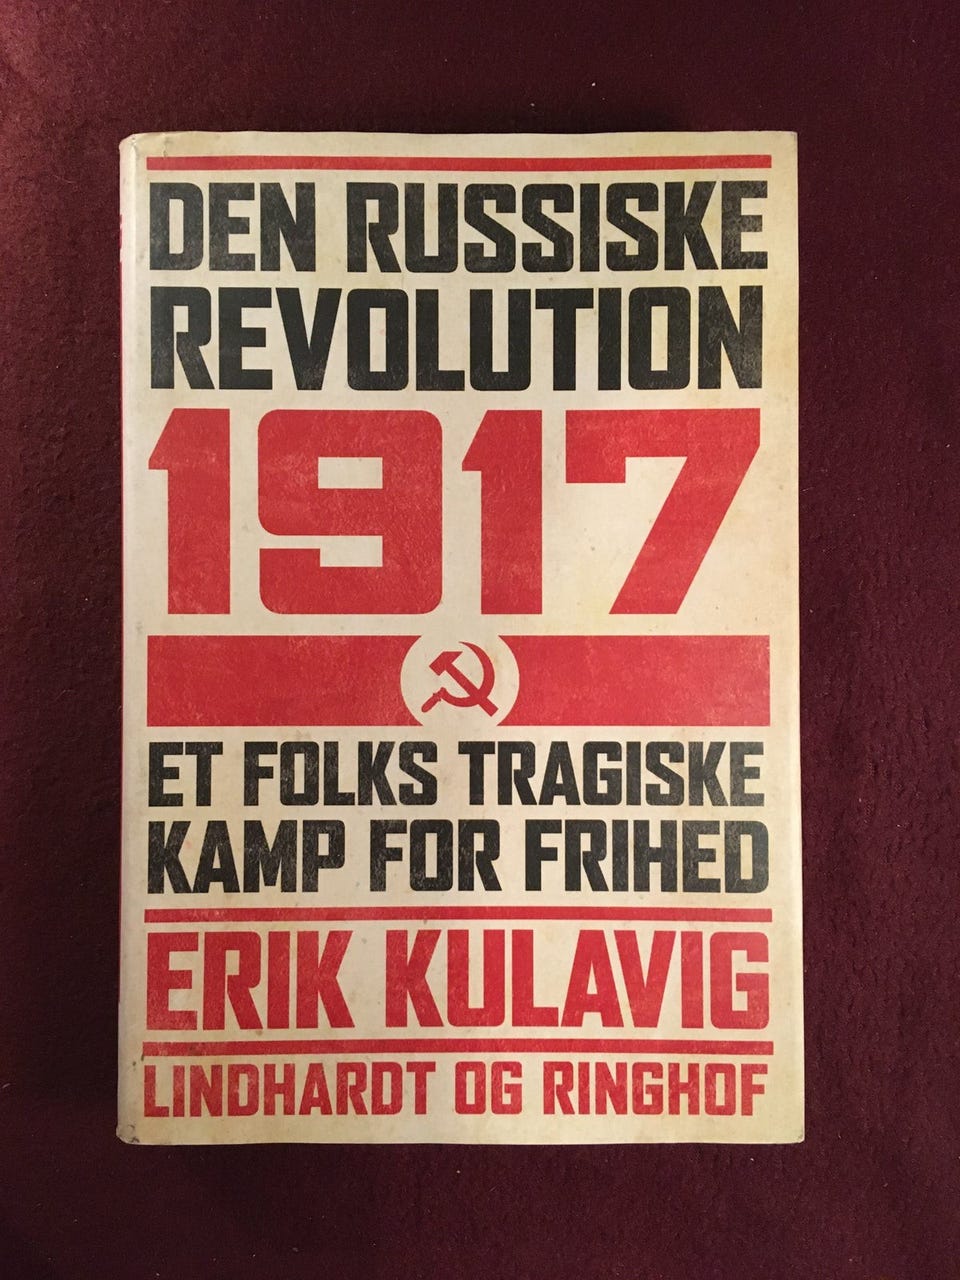 DEN RUSSISKE
REVOLUTION
1917
ET FOLKS TRAGISKE
KAMP FOR FRIHED
ERIK KULAVIG
LINDHARDT OG RINGHOF